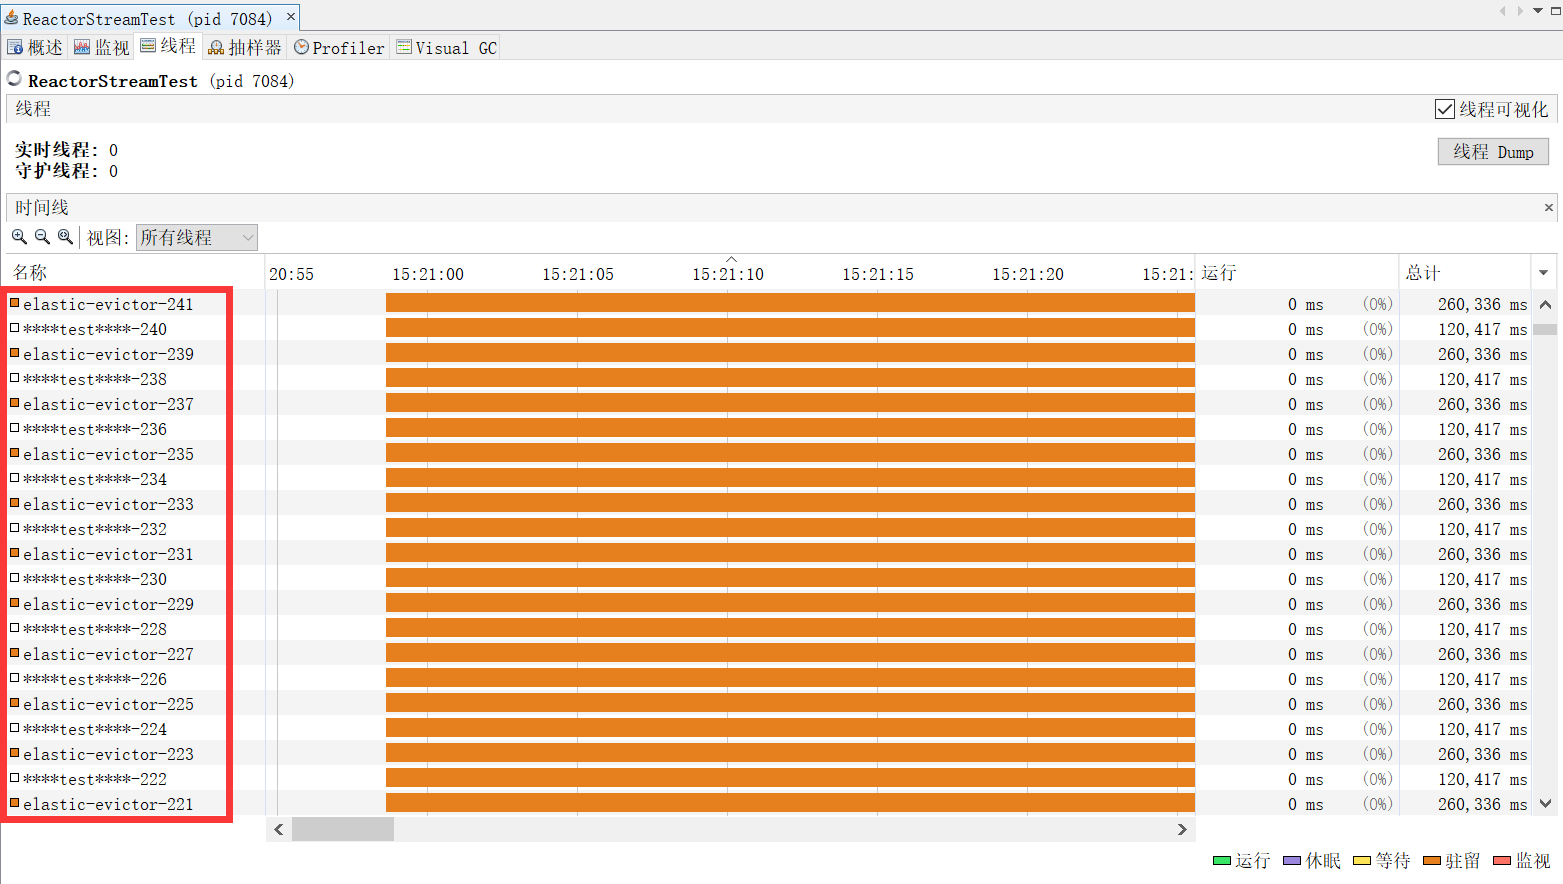 ReactorStreamTest (pid 7084) ×
概述 监视 线程 抽样器 Profiler Visual GC
ReactorStreamTest (pid 7084)
线程 线程可视化
实时线程: 0
守护线程: 0
线程 Dump
时间线 ×
视图: 所有线程
名称 20:55 15:21:00 15:21:05 15:21:10 15:21:15 15:21:20 15:21: 运行 总计
elastic-evictor-241 0 ms (0%) 260,336 ms
****test****-240 0 ms (0%) 120,417 ms
elastic-evictor-239 0 ms (0%) 260,336 ms
****test****-238 0 ms (0%) 120,417 ms
elastic-evictor-237 0 ms (0%) 260,336 ms
****test****-236 0 ms (0%) 120,417 ms
elastic-evictor-235 0 ms (0%) 260,336 ms
****test****-234 0 ms (0%) 120,417 ms
elastic-evictor-233 0 ms (0%) 260,336 ms
****test****-232 0 ms (0%) 120,417 ms
elastic-evictor-231 0 ms (0%) 260,336 ms
****test****-230 0 ms (0%) 120,417 ms
elastic-evictor-229 0 ms (0%) 260,336 ms
****test****-228 0 ms (0%) 120,417 ms
elastic-evictor-227 0 ms (0%) 260,336 ms
****test****-226 0 ms (0%) 120,417 ms
elastic-evictor-225 0 ms (0%) 260,336 ms
****test****-224 0 ms (0%) 120,417 ms
elastic-evictor-223 0 ms (0%) 260,336 ms
****test****-222 0 ms (0%) 120,417 ms
elastic-evictor-221 0 ms (0%) 260,336 ms
运行 休眠 等待 驻留 监视